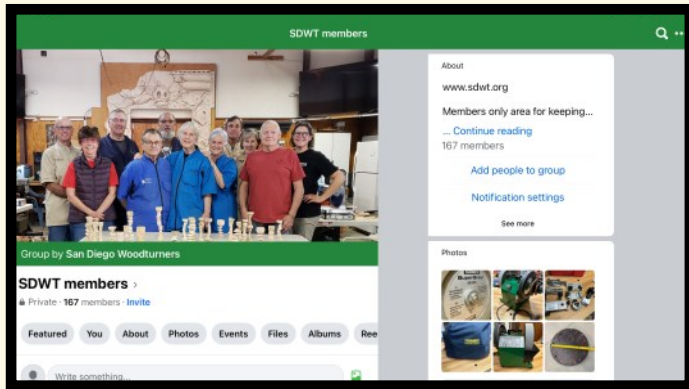 SDWT members
Group by San Diego Woodturners
SDWT members >
Private · 167 members · Invite
Featured You About Photos Events Files Albums Ree
Write something...
About
www.sdwt.org
Members only area for keeping...
... Continue reading
167 members
Add people to group
Notification settings
See more
Photos